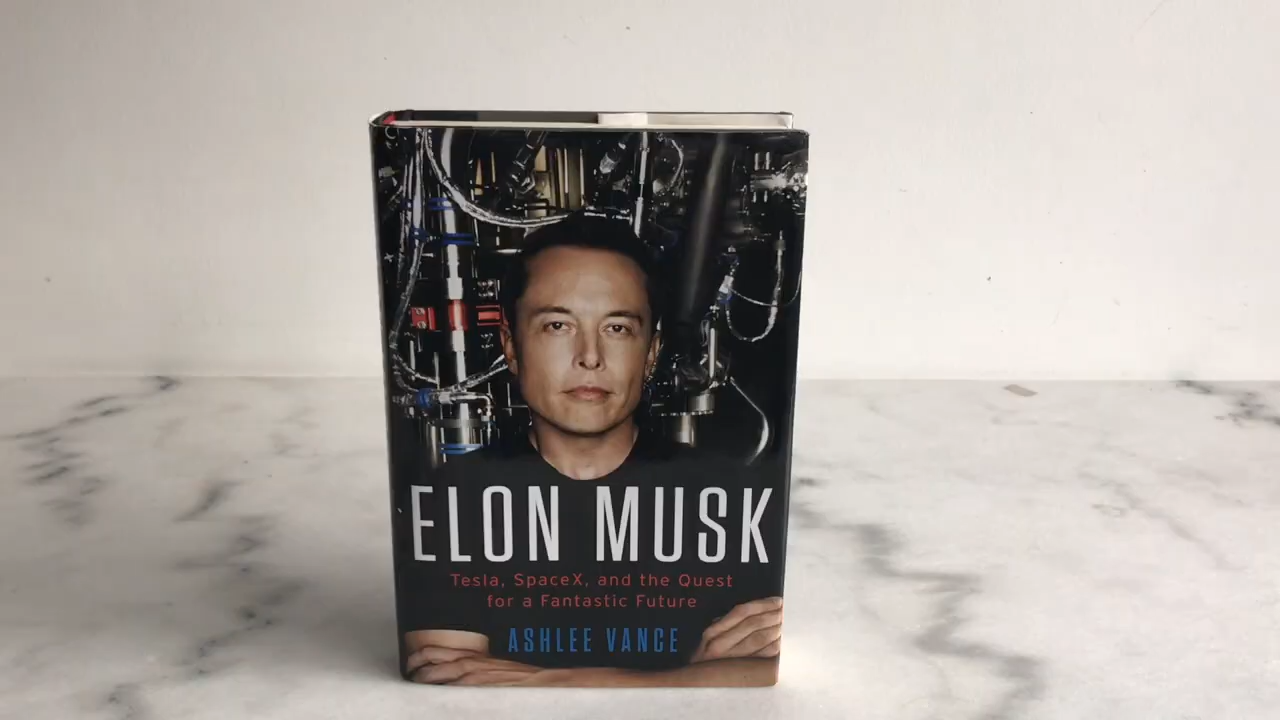 ELON MUSK
Tesla, SpaceX, and the Quest
for a Fantastic Future
ASHLEE VANCE